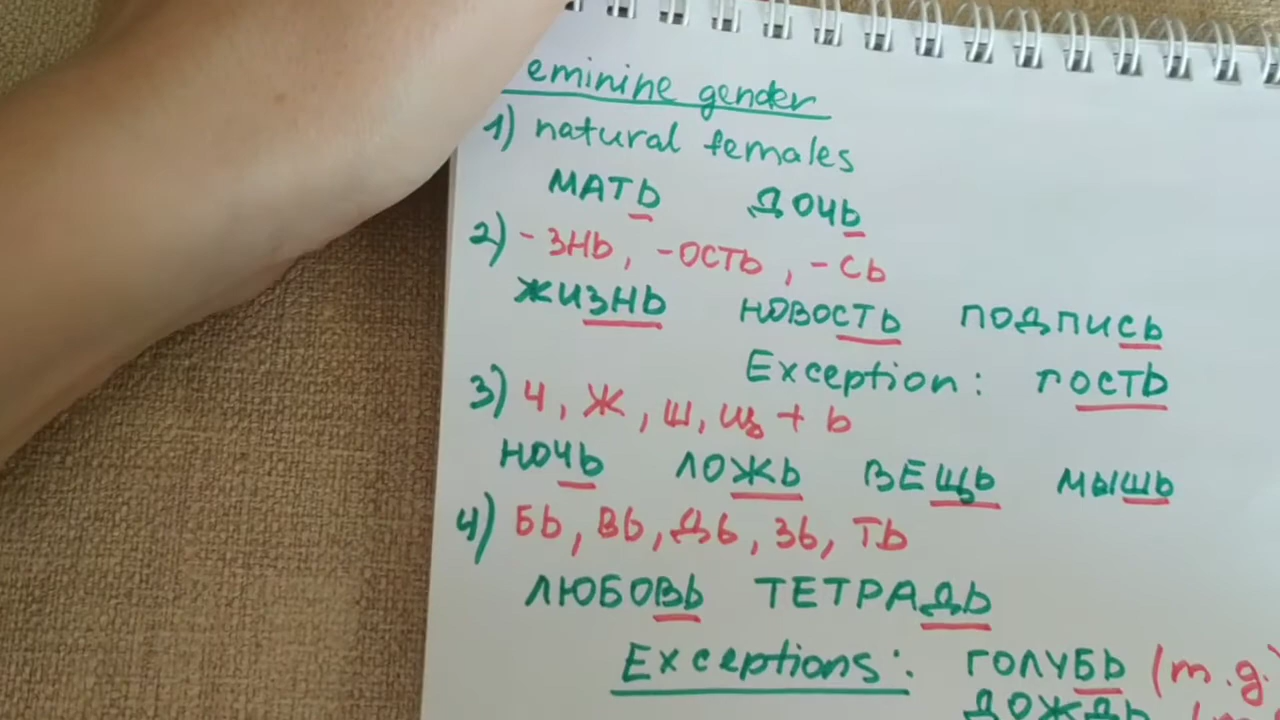 eminine gender
1) natural females
МАТЬ ДОЧЬ
2) -ЗНЬ, -ОСТЬ, -СЬ
ЖИЗНЬ НОВОСТЬ ПОДПИСЬ
Exception: ГОСТЬ
3) Ч, Ж, Ш, Щ + Ь
НОЧЬ ЛОЖЬ ВЕЩЬ МЫШЬ
4) БЬ, ВЬ, ДЬ, ЗЬ, ТЬ
ЛЮБОВЬ ТЕТРАДЬ
Exceptions: ГОЛУБЬ (m.g.)
ДОЖДЬ